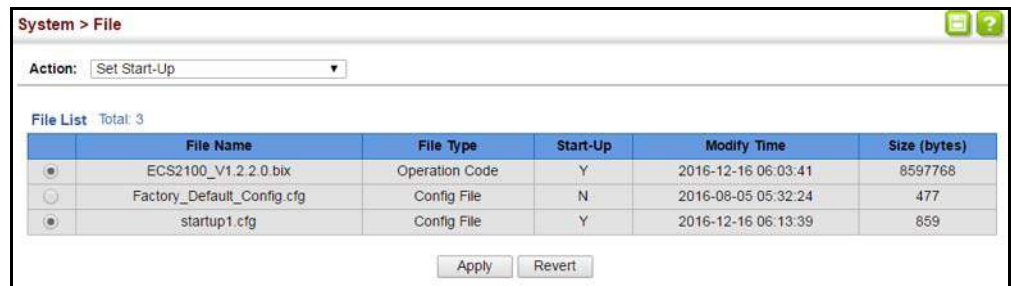 System > File
?
Action: Set Start-Up
File List Total: 3
File Name File Type Start-Up Modify Time Size (bytes)
ECS2100_V1.2.2.0.bix Operation Code Y 2016-12-16 06:03:41 8597768
Factory_Default_Config.cfg Config File N 2016-08-05 05:32:24 477
startup1.cfg Config File Y 2016-12-16 06:13:39 859
Apply Revert